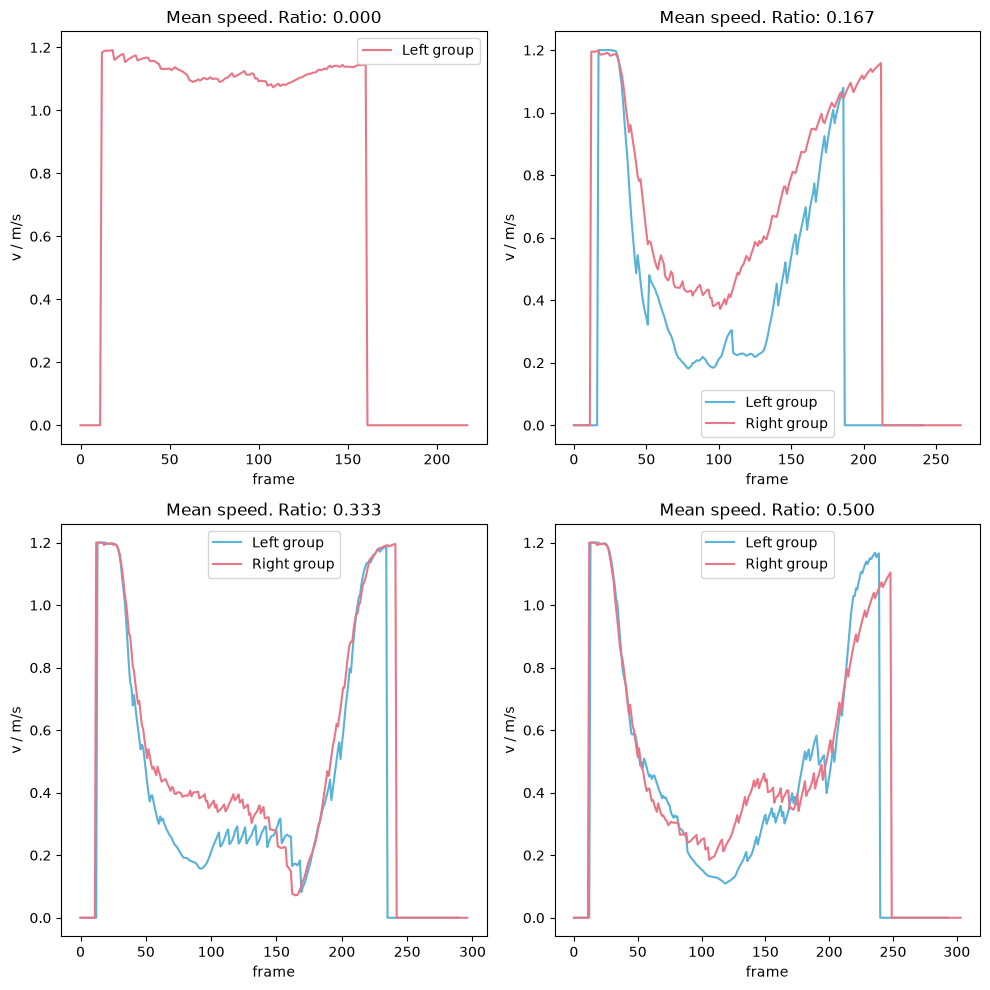 Mean speed. Ratio: 0.000
Left group
1.2
1.0
0.8
0.6
0.4
0.2
0.0
v / m/s
0 50 100 150 200
frame
Mean speed. Ratio: 0.167
1.2
1.0
0.8
0.6
0.4
0.2
0.0
v / m/s
Left group
Right group
0 50 100 150 200 250
frame
Mean speed. Ratio: 0.333
Left group
Right group
1.2
1.0
0.8
0.6
0.4
0.2
0.0
v / m/s
0 50 100 150 200 250 300
frame
Mean speed. Ratio: 0.500
Left group
Right group
1.2
1.0
0.8
0.6
0.4
0.2
0.0
v / m/s
0 50 100 150 200 250 300
frame